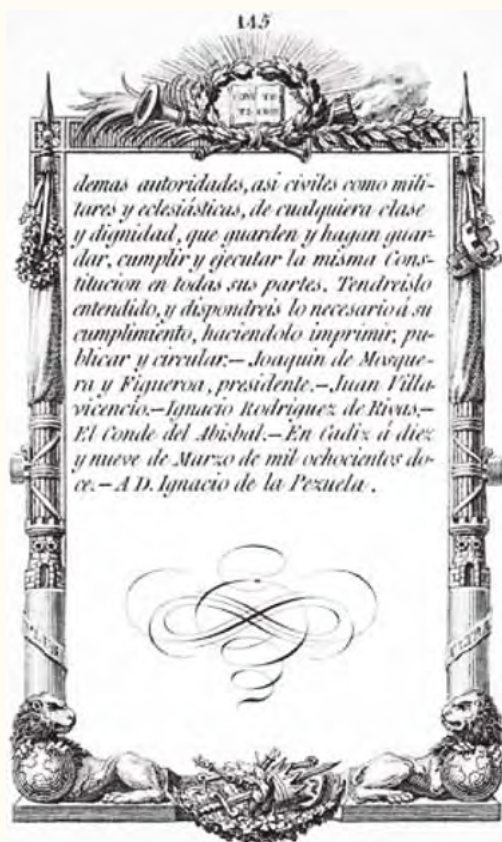 145
demas autoridades, asi civiles como mili-
tares y eclesiásticas, de cualquiera clase
y dignidad, que guarden y hagan guar-
dar, cumplir y ejecutar la misma Cons-
titucion en todas sus partes. Tendreislo
entendido, y dispondreis lo necesario á su
cumplimiento, haciendolo imprimir, pu-
blicar y circular.— Joaquin de Mosque-
ra y Figueroa, presidente.— Juan Villa-
vicencio.— Ignacio Rodriguez de Rivas.—
El Conde del Abisbal.— En Cadiz á diez
y nueve de Marzo de mil ochocientos do-
ce.— A D. Ignacio de la Pezuela.